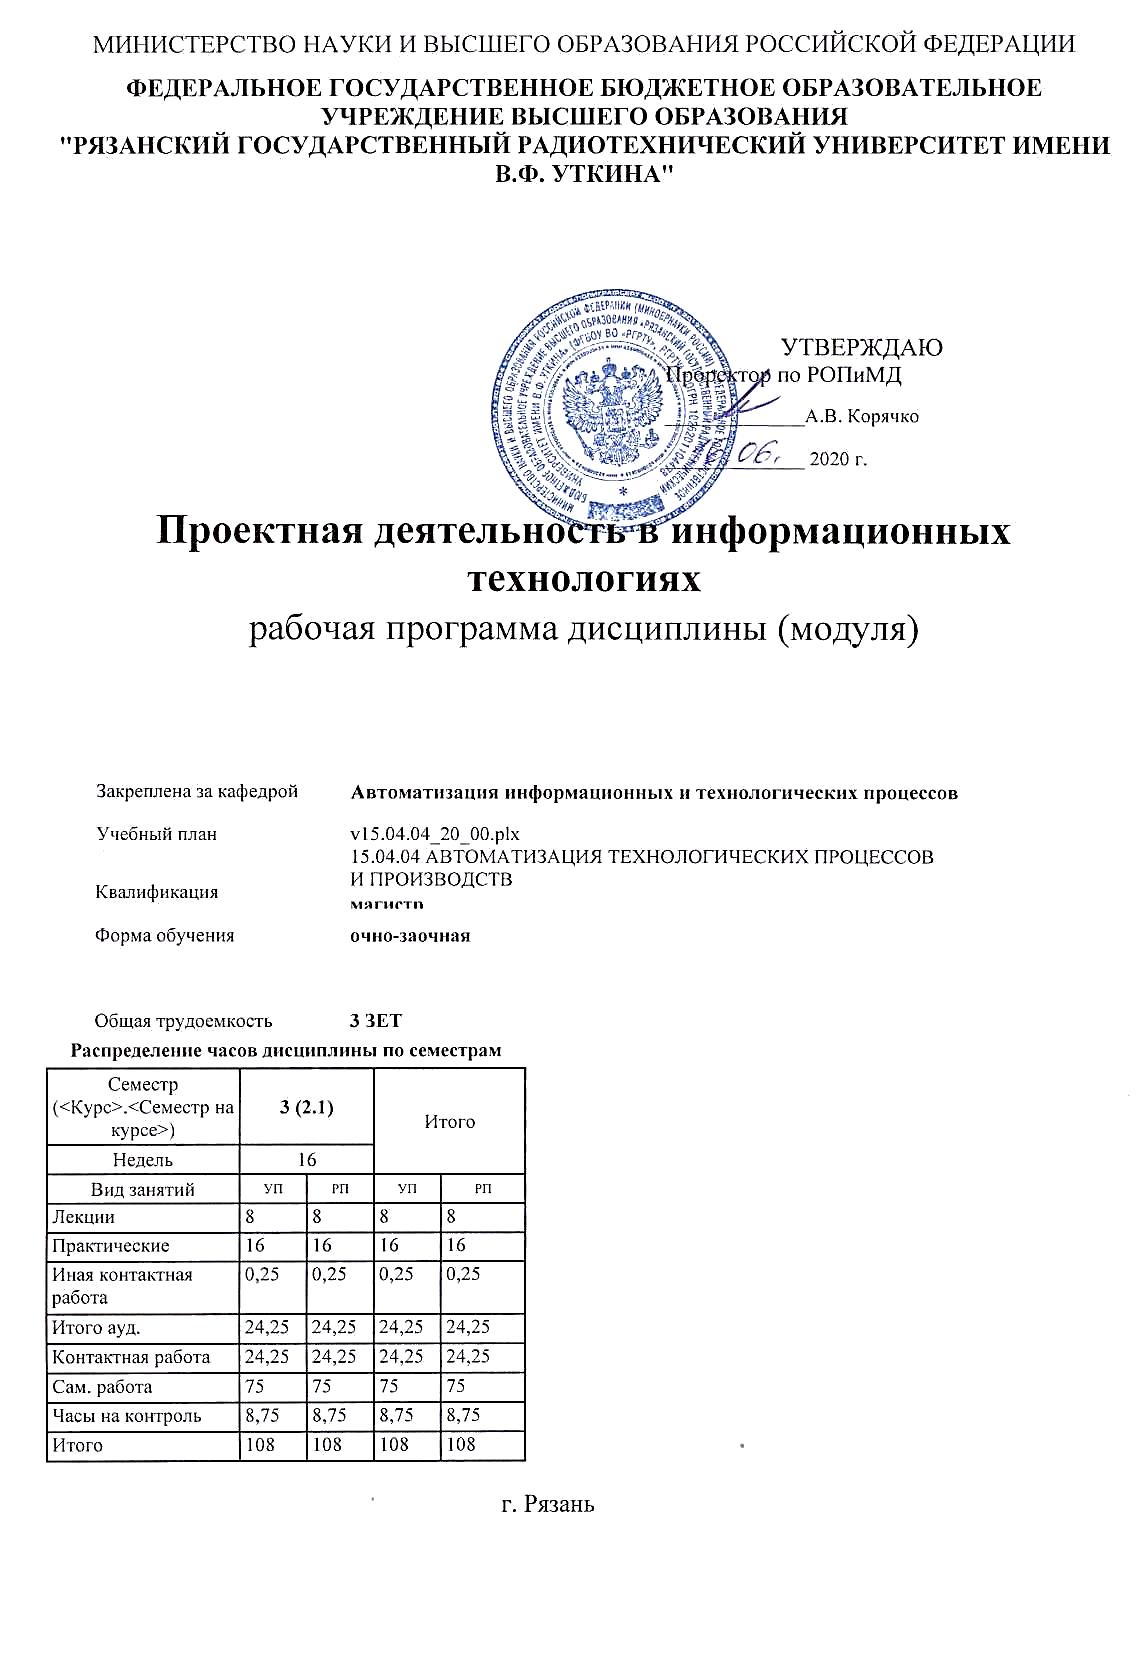 МИНИСТЕРСТВО НАУКИ И ВЫСШЕГО ОБРАЗОВАНИЯ РОССИЙСКОЙ ФЕДЕРАЦИИ
ФЕДЕРАЛЬНОЕ ГОСУДАРСТВЕННОЕ БЮДЖЕТНОЕ ОБРАЗОВАТЕЛЬНОЕ
УЧРЕЖДЕНИЕ ВЫСШЕГО ОБРАЗОВАНИЯ
"РЯЗАНСКИЙ ГОСУДАРСТВЕННЫЙ РАДИОТЕХНИЧЕСКИЙ УНИВЕРСИТЕТ ИМЕНИ
В.Ф. УТКИНА"
УТВЕРЖДАЮ
Проректор по РОПиМД
А.В. Корячко
06. 2020 г.
Проектная деятельность в информационных
технологиях
рабочая программа дисциплины (модуля)
Закреплена за кафедрой Автоматизация информационных и технологических процессов
Учебный план v15.04.04_20_00.plx
15.04.04 АВТОМАТИЗАЦИЯ ТЕХНОЛОГИЧЕСКИХ ПРОЦЕССОВ
И ПРОИЗВОДСТВ
Квалификация магистр
Форма обучения очно-заочная
Общая трудоемкость 3 ЗЕТ
Распределение часов дисциплины по семестрам
Семестр
(<Курс>.<Семестр на
курсе>) 3 (2.1) Итого
Недель 16
Вид занятий УП РП УП РП
Лекции 8 8 8 8
Практические 16 16 16 16
Иная контактная
работа 0,25 0,25 0,25 0,25
Итого ауд. 24,25 24,25 24,25 24,25
Контактная работа 24,25 24,25 24,25 24,25
Сам. работа 75 75 75 75
Часы на контроль 8,75 8,75 8,75 8,75
Итого 108 108 108 108
г. Рязань